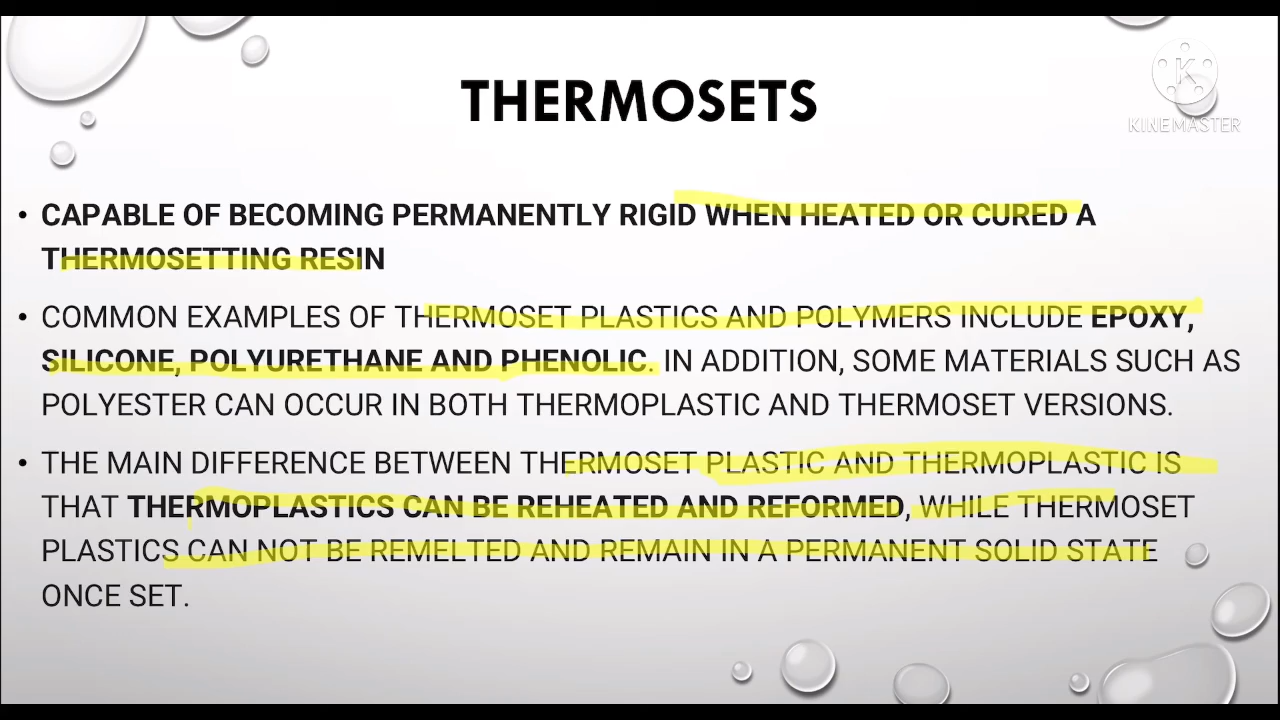 THERMOSETS
K
KINEMASTER
• CAPABLE OF BECOMING PERMANENTLY RIGID WHEN HEATED OR CURED A
THERMOSETTING RESIN
• COMMON EXAMPLES OF THERMOSET PLASTICS AND POLYMERS INCLUDE EPOXY,
SILICONE, POLYURETHANE AND PHENOLIC. IN ADDITION, SOME MATERIALS SUCH AS
POLYESTER CAN OCCUR IN BOTH THERMOPLASTIC AND THERMOSET VERSIONS.
• THE MAIN DIFFERENCE BETWEEN THERMOSET PLASTIC AND THERMOPLASTIC IS
THAT THERMOPLASTICS CAN BE REHEATED AND REFORMED, WHILE THERMOSET
PLASTICS CAN NOT BE REMELTED AND REMAIN IN A PERMANENT SOLID STATE
ONCE SET.